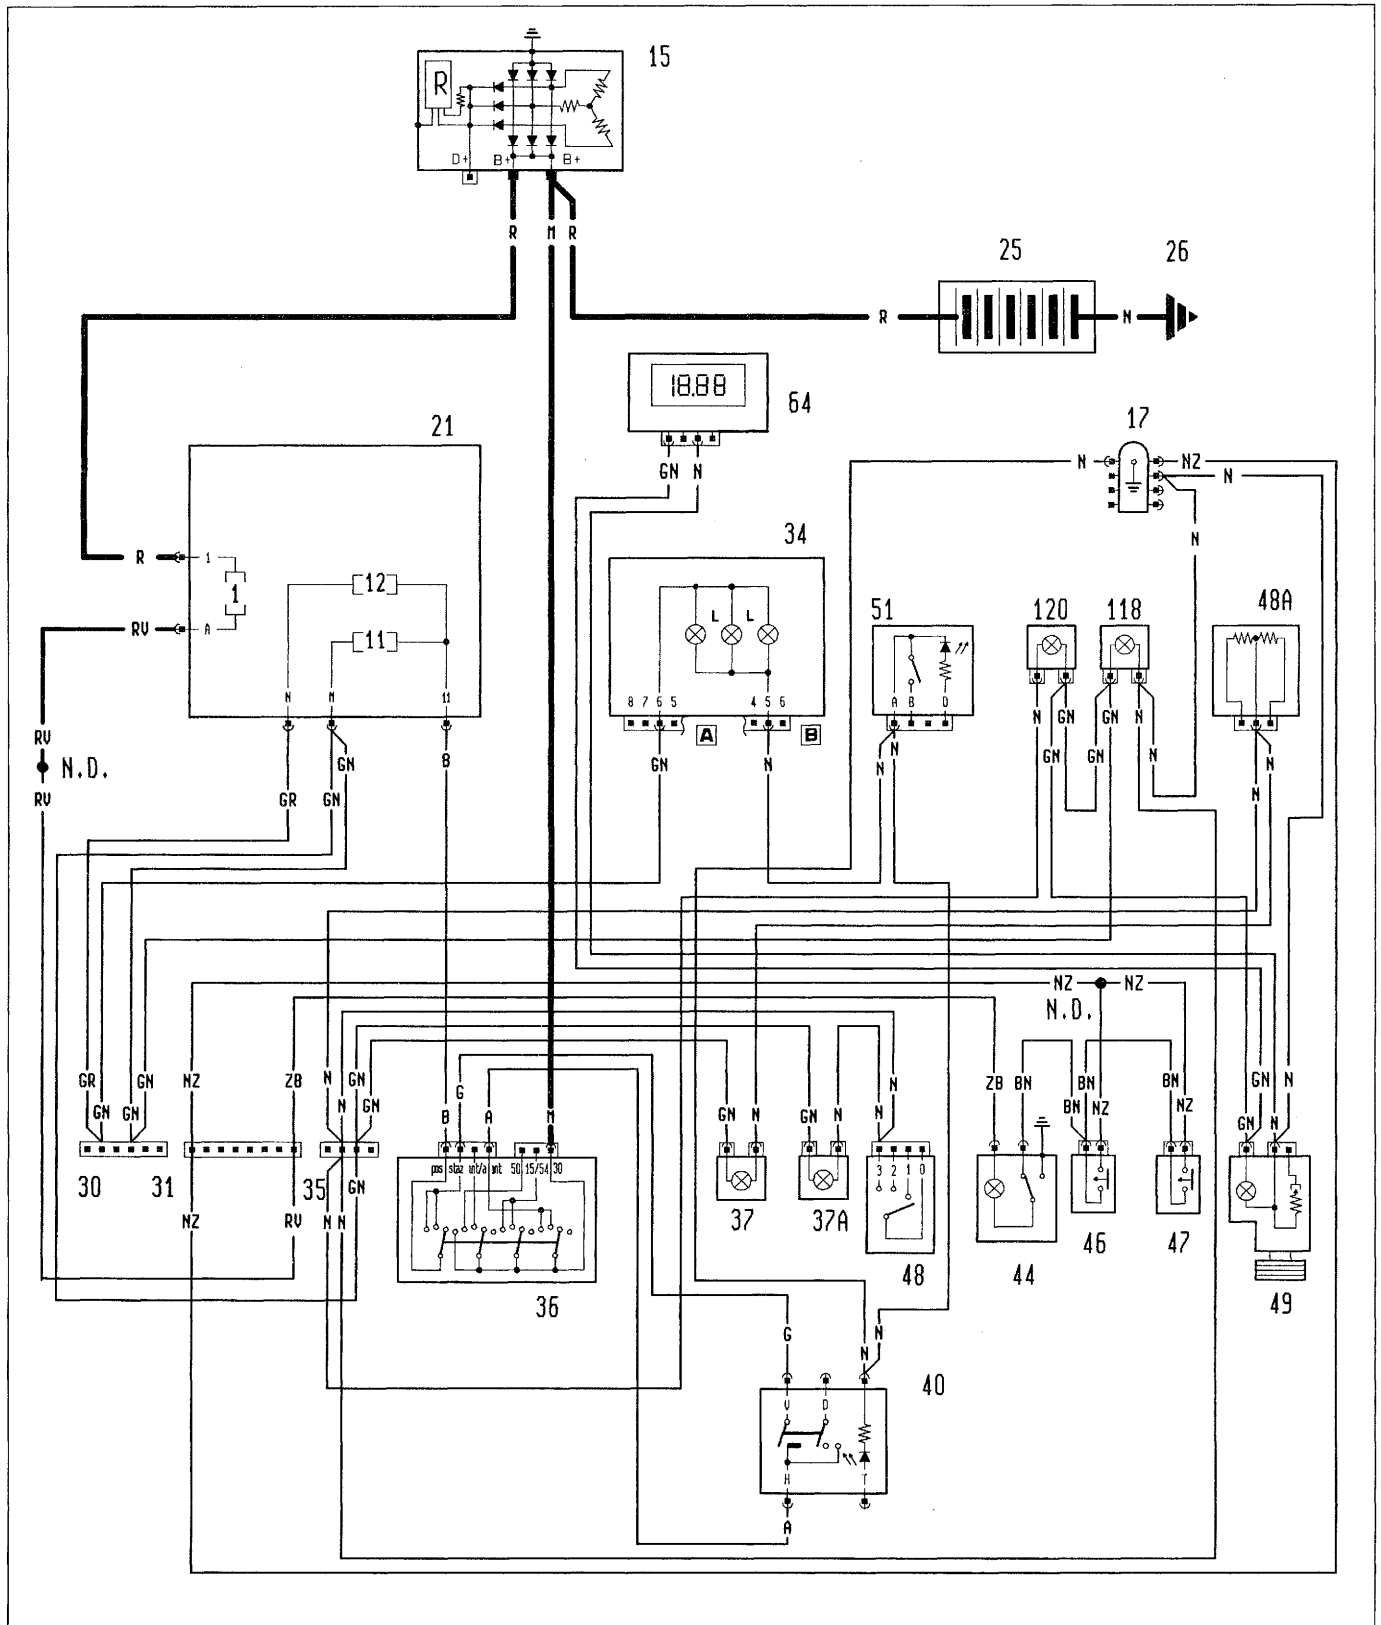 15
R
D+ B+ B+
R M R
25 26
R N
18.88
64
21
17
GN N
N NZ
N
34
N
R 1
12
1
51 120 118 48A
L L
RV A
11
N M 11
8 7 6 5 4 5 6
A B D
A B
RV
N.D.
GN B
GN N N N
N GN GN N
GN GN N
N N
RV GR GN
NZ NZ
N.D.
GR GN NZ ZB N GN
GN GN N GN
G
B A M
GN N GN N N N
ZB BN BN BN NZ
BN NZ
GN N
GN N
pos staz int/a ant 50 15/54 30
3 2 1 0
30 31 35 GN
NZ RV N N
37 37A
46 47
48 44 49
36
G N N
40
V D
H T
A